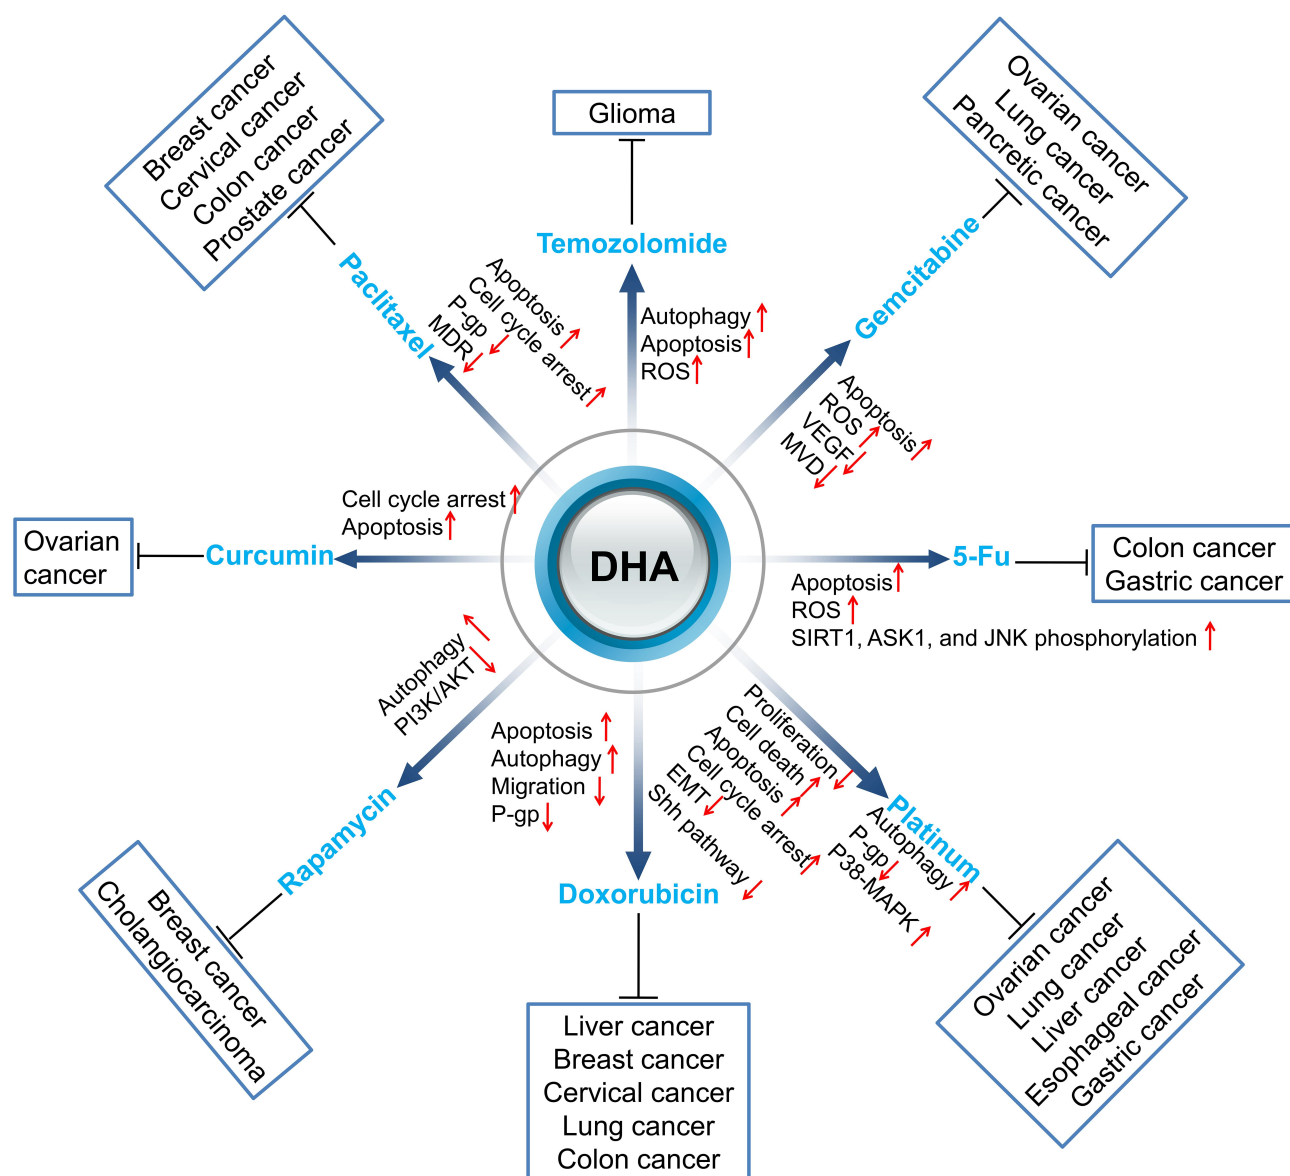 Breast cancer
Cervical cancer
Colon cancer
Prostate cancer
Paclitaxel
Apoptosis
Cell cycle arrest
P-gp
MDR
Glioma
Temozolomide
Autophagy
Apoptosis
ROS
Ovarian cancer
Lung cancer
Pancretic cancer
Gemcitabine
Apoptosis
ROS
VEGF
MVD
DHA
Cell cycle arrest
Apoptosis
Curcumin
Ovarian
cancer
5-Fu
Apoptosis
ROS
SIRT1, ASK1, and JNK phosphorylation
Colon cancer
Gastric cancer
Autophagy
PI3K/AKT
Rapamycin
Breast cancer
Cholangiocarcinoma
Apoptosis
Autophagy
Migration
P-gp
Doxorubicin
Liver cancer
Breast cancer
Cervical cancer
Lung cancer
Colon cancer
Proliferation
Cell death
Apoptosis
Cell cycle arrest
EMT
Shh pathway
Platinum
Autophagy
P-gp
P38-MAPK
Ovarian cancer
Lung cancer
Liver cancer
Esophageal cancer
Gastric cancer